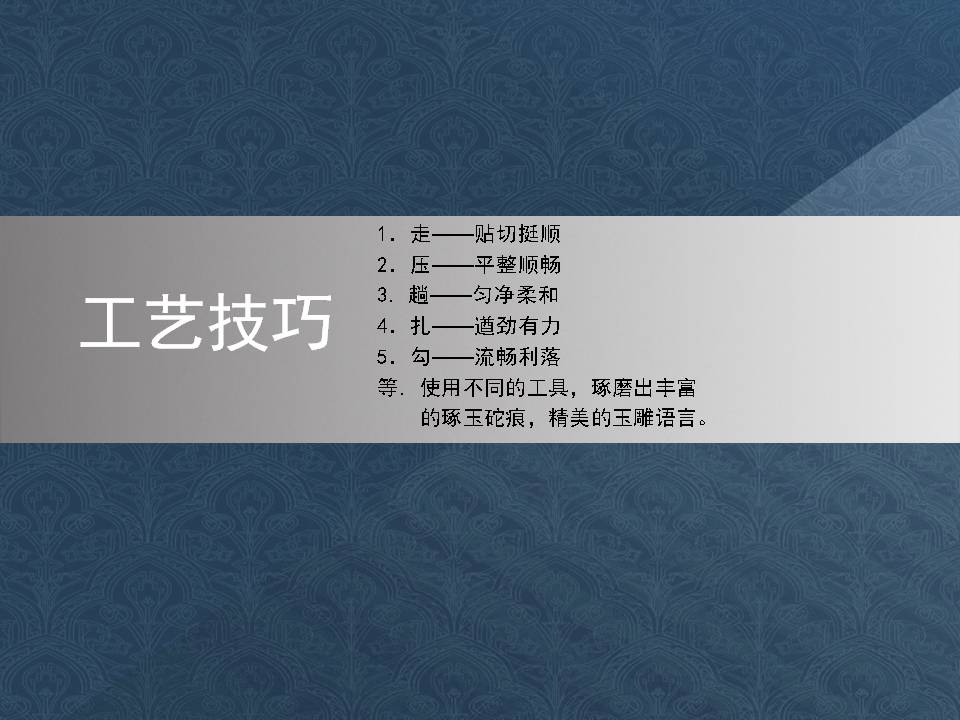 工艺技巧
1. 走——贴切挺顺
2. 压——平整顺畅
3. 趟——匀净柔和
4. 扎——遒劲有力
5. 勾——流畅利落
等. 使用不同的工具，琢磨出丰富
的琢玉砣痕，精美的玉雕语言。